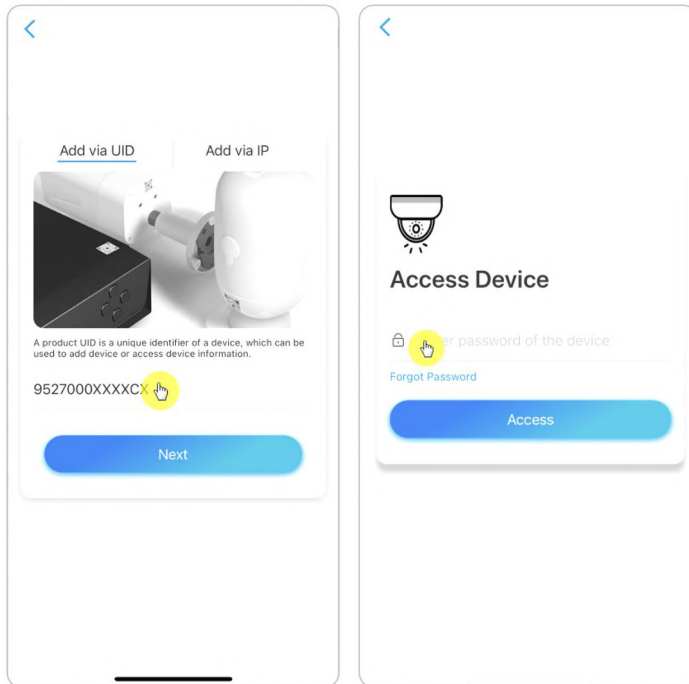 Add via UID
Add via IP
A product UID is a unique identifier of a device, which can be
used to add device or access device information.
9527000XXXXCX
Next
Access Device
password of the device
Forgot Password
Access